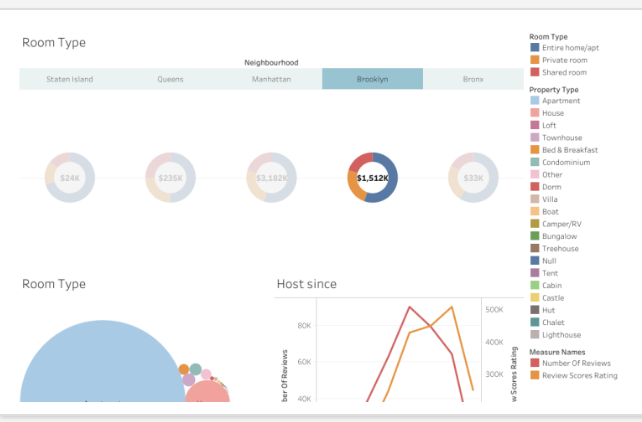 Room Type
Neighbourhood
Staten Island
Queens
Manhattan
Brooklyn
Bronx
$24K
$235K
$3,182K
$1,512K
$33K
Room Type
Host since
80K
60K
40K
ber Of Reviews
500K
400K
300K
w Scores Rating
Room Type
Entire home/apt
Private room
Shared room
Property Type
Apartment
House
Loft
Townhouse
Bed & Breakfast
Condominium
Other
Dorm
Villa
Boat
Camper/RV
Bungalow
Treehouse
Null
Tent
Cabin
Castle
Hut
Chalet
Lighthouse
Measure Names
Number Of Reviews
Review Scores Rating